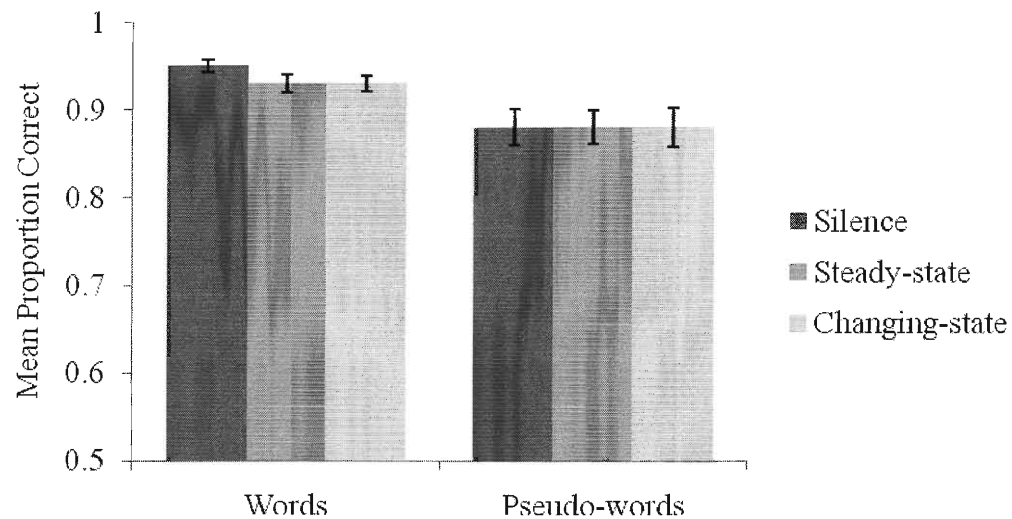 1
0.9
0.8
0.7
0.6
0.5
Mean Proportion Correct
Words
Pseudo-words
Silence
Steady-state
Changing-state